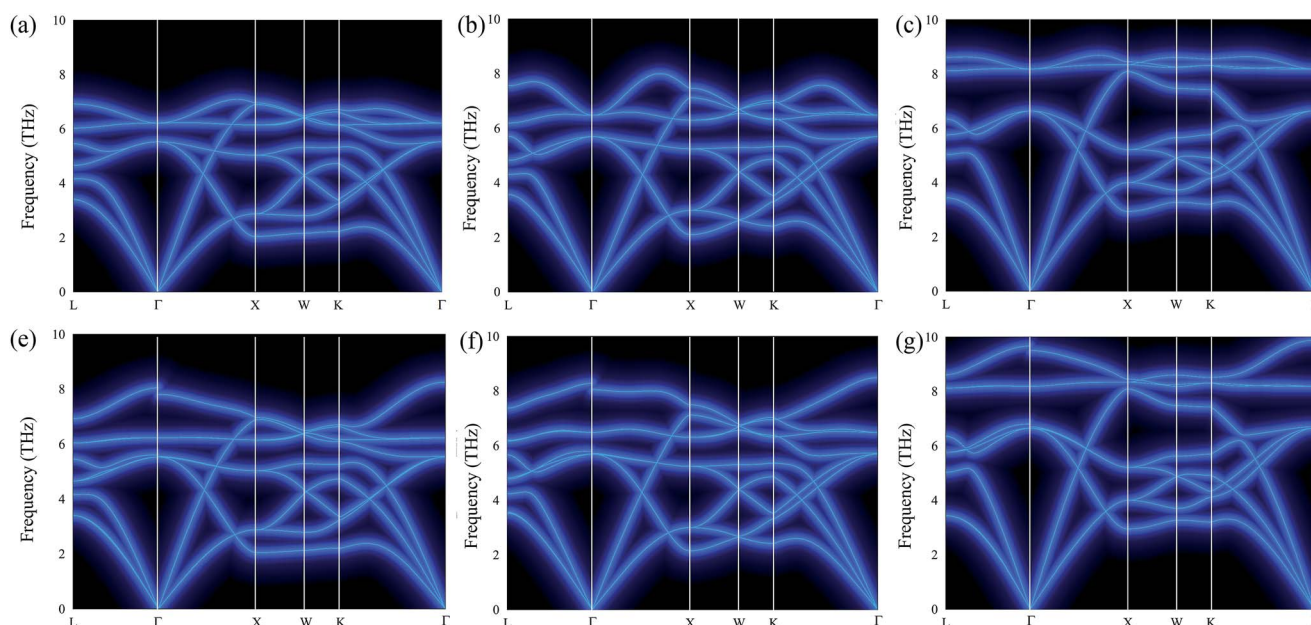 (a) (b) (c)
10 10 10
8 8 8
6 6 6
4 4 4
2 2 2
0 0 0
Frequency (THz) Frequency (THz) Frequency (THz)
L Γ X W K Γ L Γ X W K Γ L Γ X W K
(e) (f) (g)
10 10 10
8 8 8
6 6 6
4 4 4
2 2 2
0 0 0
Frequency (THz) Frequency (THz) Frequency (THz)
L Γ X W K Γ L Γ X W K Γ L Γ X W K Γ